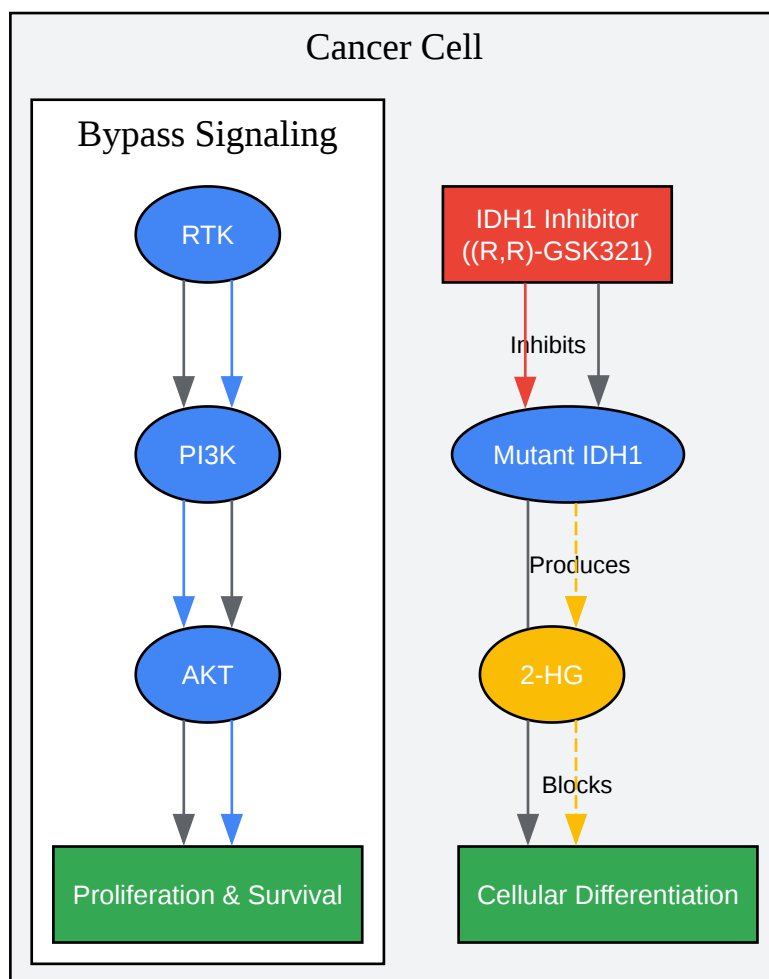 Cancer Cell
Bypass Signaling
RTK
IDH1 Inhibitor
((R,R)-GSK321)
Inhibits
PI3K
Mutant IDH1
Produces
AKT
2-HG
Blocks
Proliferation & Survival
Cellular Differentiation